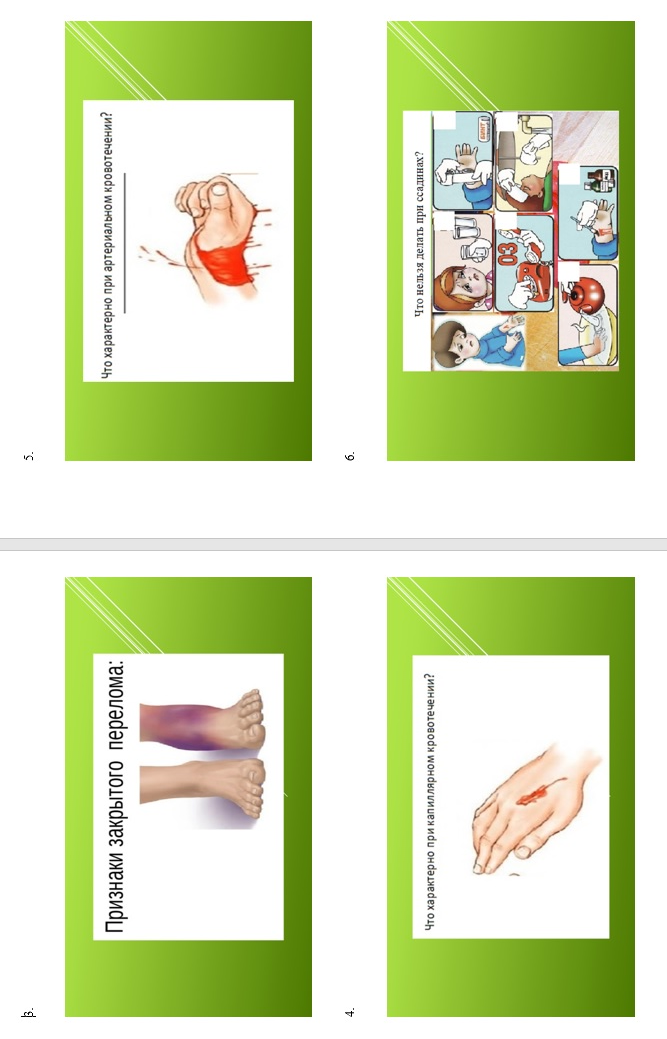 3.
Признаки закрытого перелома:
4.
Что характерно при капиллярном кровотечении?
5.
Что характерно при артериальном кровотечении?
6.
Что нельзя делать при ссадинах?
БИНТ
03